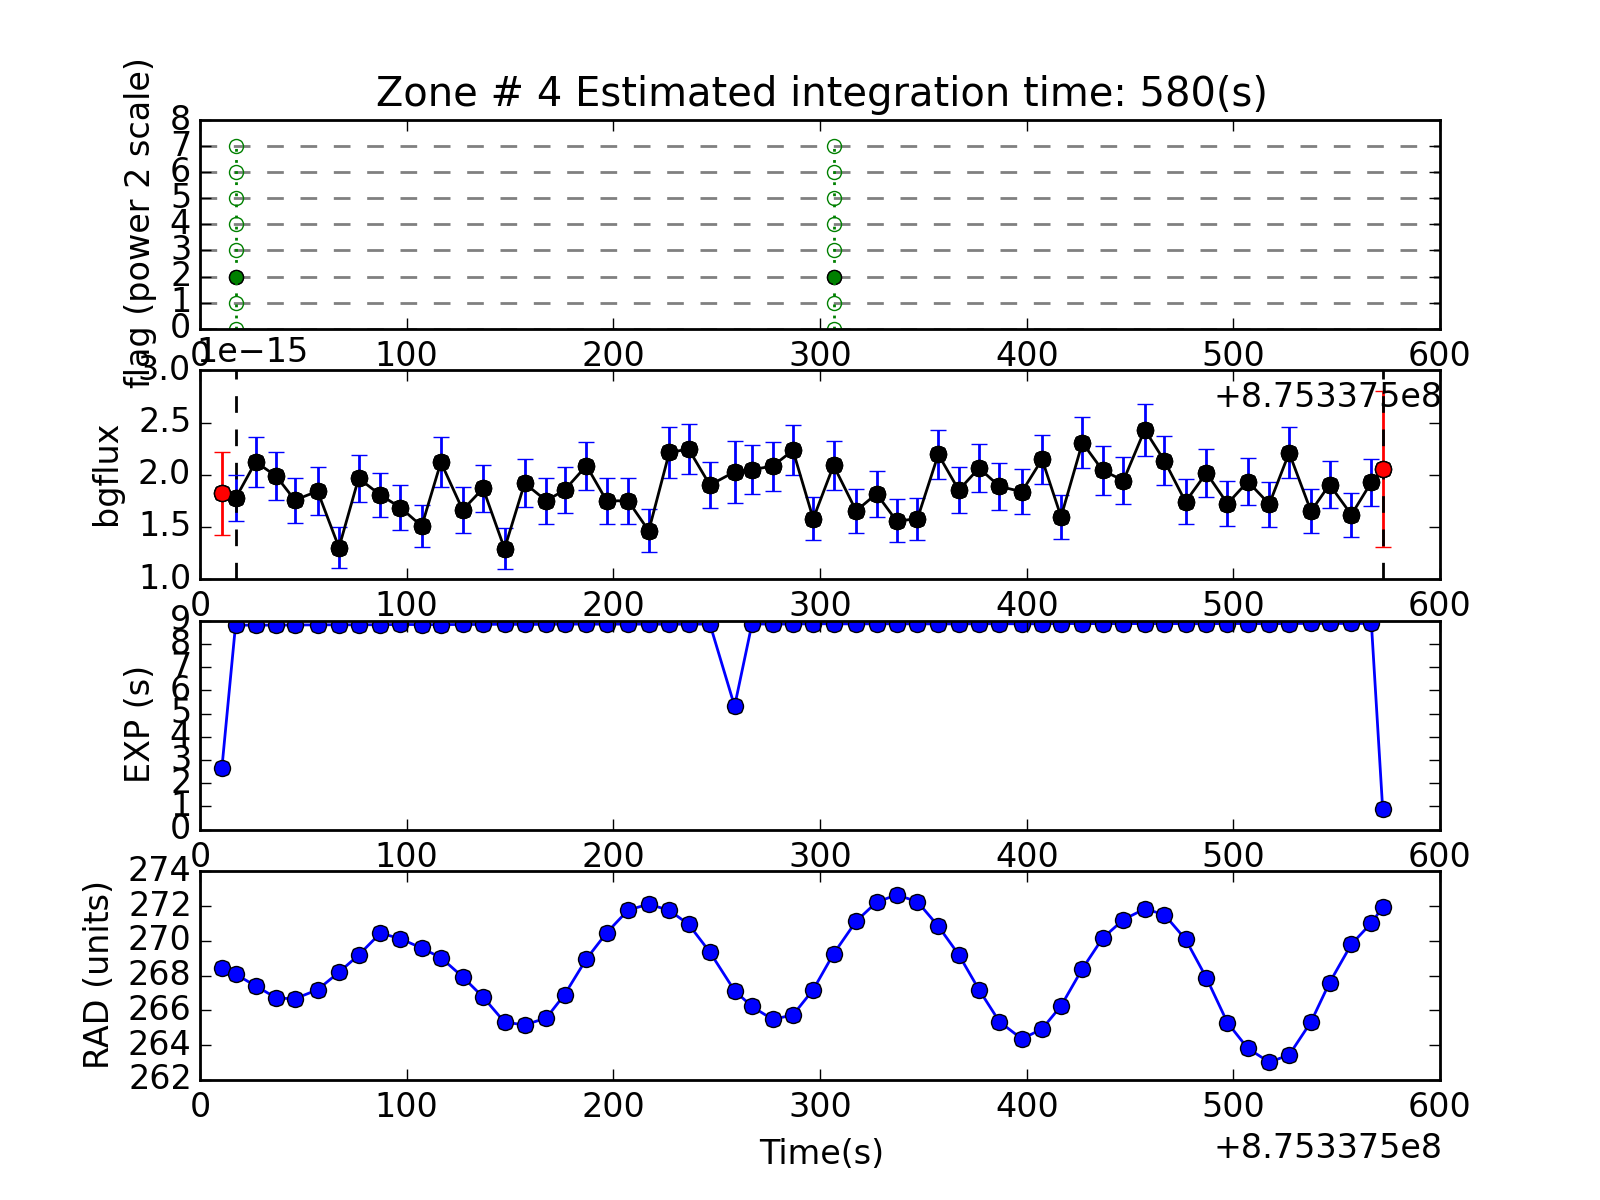 Zone # 4 Estimated integration time: 580(s)
flag (power 2 scale)
8
7
6
5
4
3
2
1
0
0 100 200 300 400 500 600
+8.753375e8
1e−15
bgflux
3.0
2.5
2.0
1.5
1.0
0 100 200 300 400 500 600
EXP (s)
9
8
7
6
5
4
3
2
1
0
0 100 200 300 400 500 600
RAD (units)
274
272
270
268
266
264
262
0 100 200 300 400 500 600
Time(s)
+8.753375e8